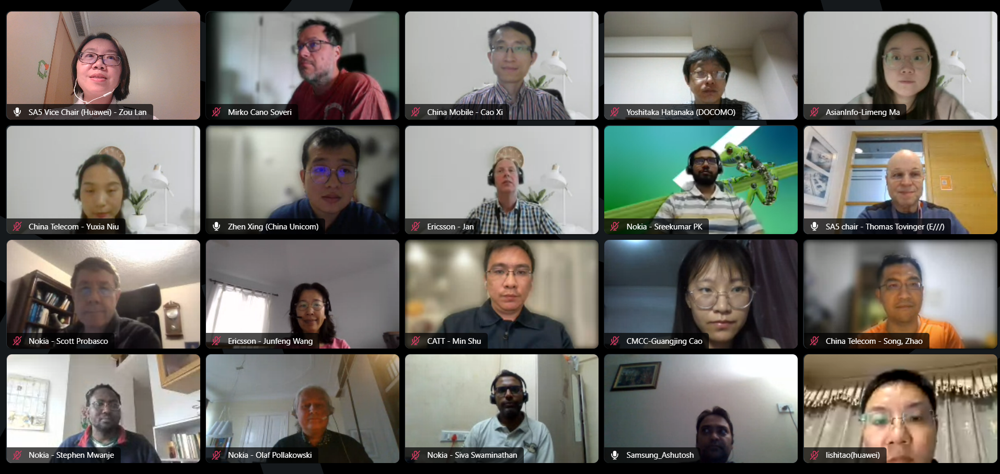 SA5 Vice Chair (Huawei) - Zou Lan
Mirko Cano Soveri
China Mobile - Cao Xi
Yoshitaka Hatanaka (DOCOMO)
AsianInfo-Limeng Ma
China Telecom - Yuxia Niu
Zhen Xing (China Unicom)
Ericsson - Jan
Nokia - Sreekumar PK
SA5 chair - Thomas Tovinger (E///)
Nokia - Scott Probasco
Ericsson - Junfeng Wang
CATT - Min Shu
CMCC-Guangjing Cao
China Telecom - Song, Zhao
Nokia - Stephen Mwanje
Nokia - Olaf Pollakowski
Nokia - Siva Swaminathan
Samsung_Ashutosh
lishitao(huawei)